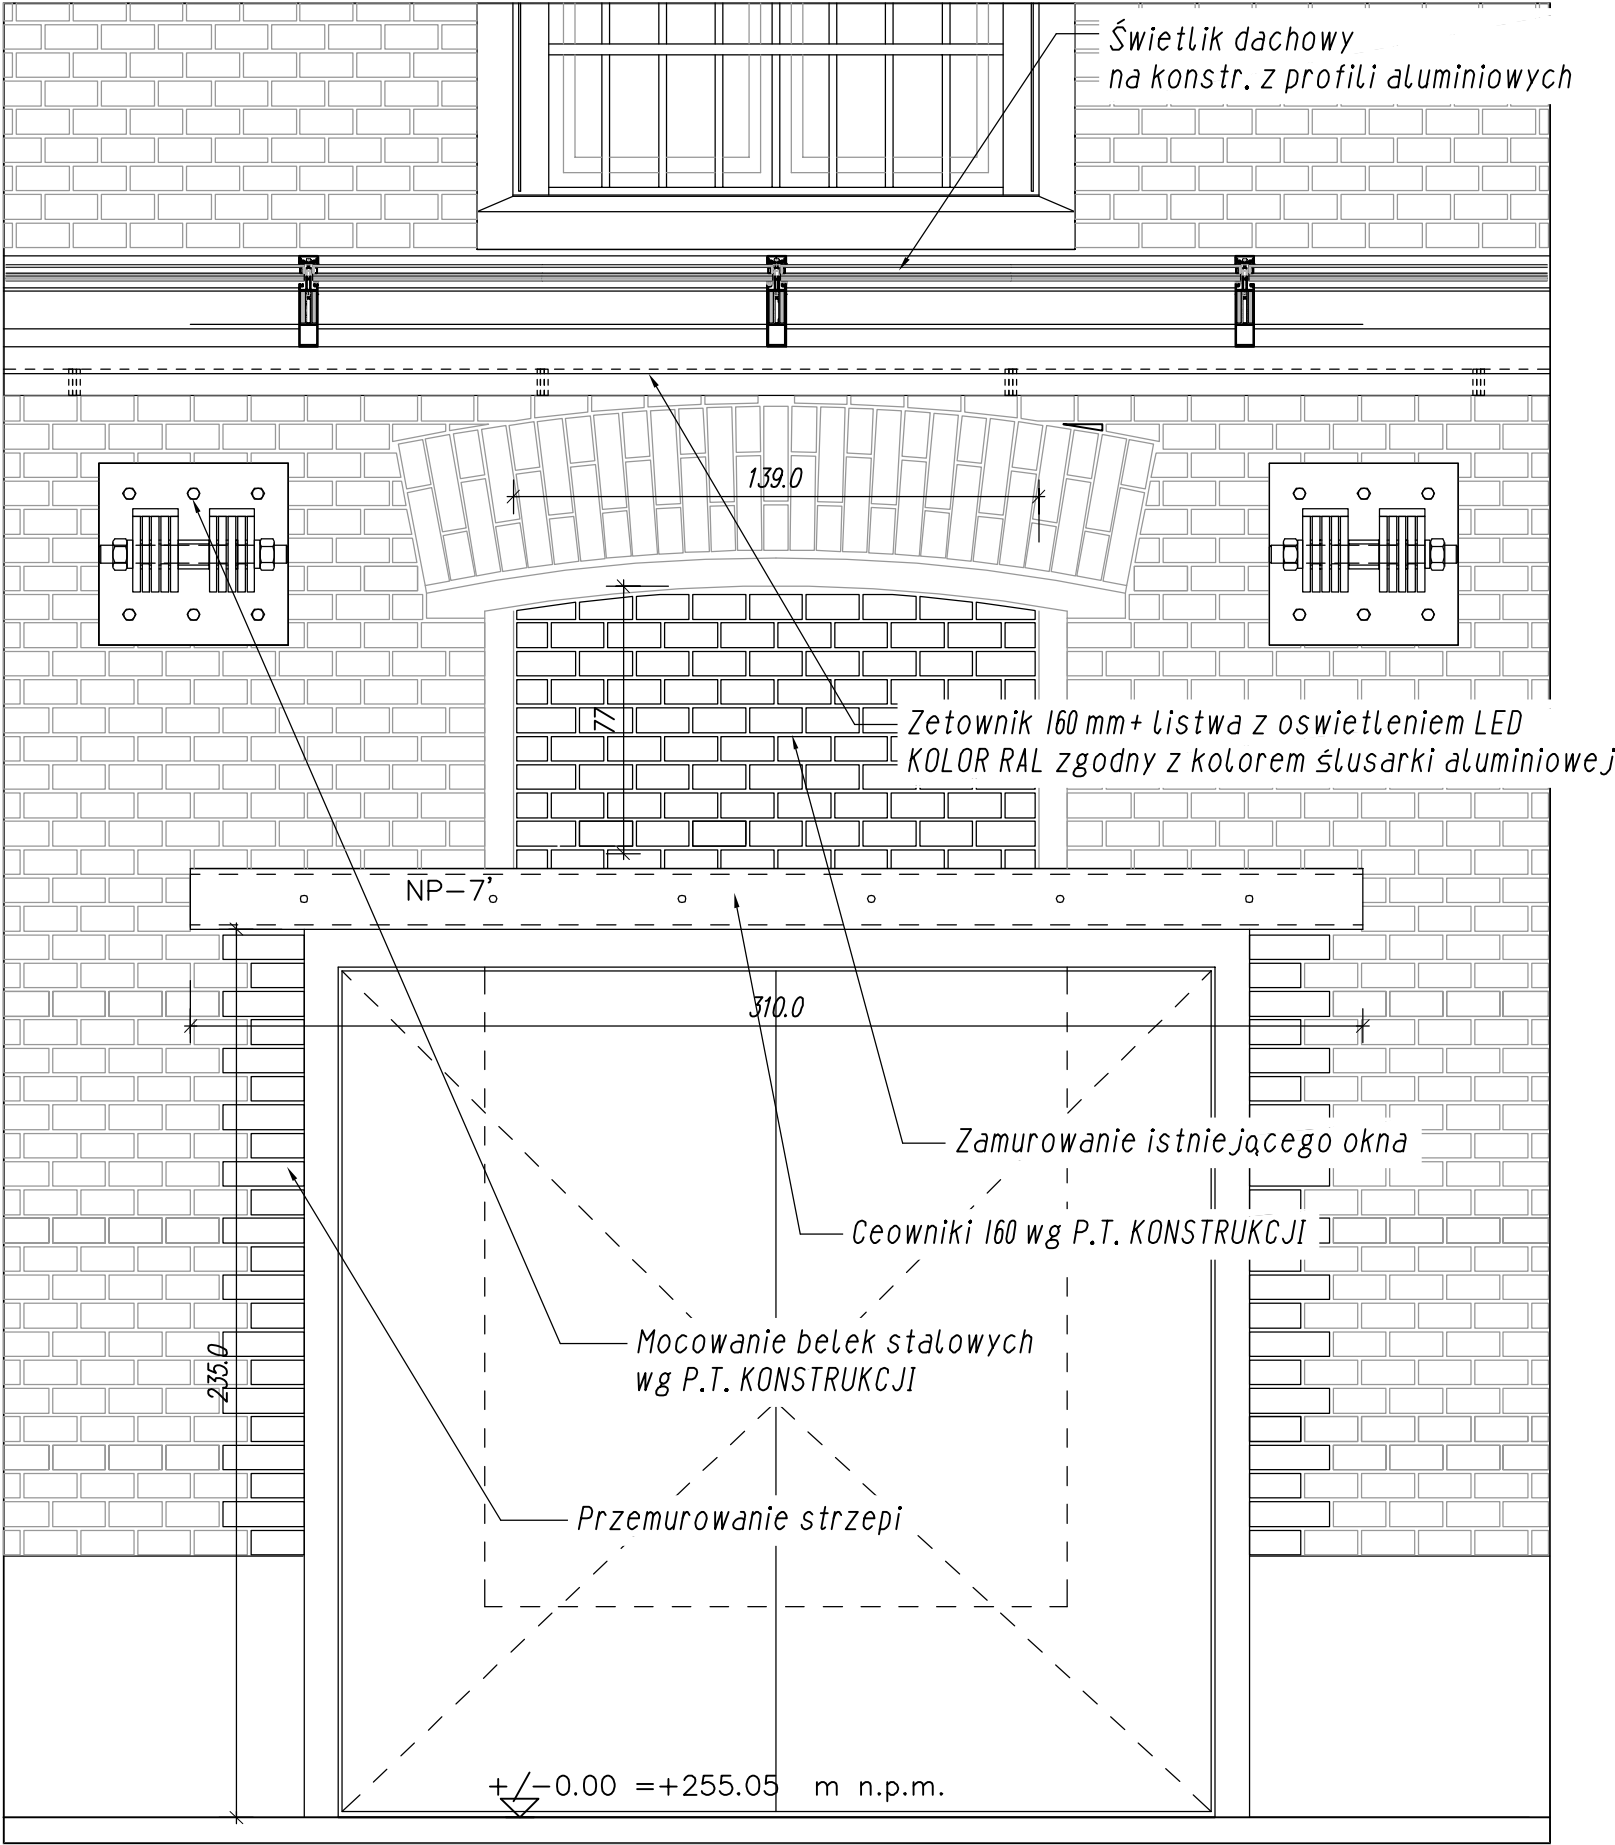 Świetlik dachowy
na konstr. z profili aluminiowych
139.0
77
Zetownik 160 mm+ listwa z oswietleniem LED
KOLOR RAL zgodny z kolorem ślusarki aluminiowej
NP-7'
310.0
Zamurowanie istniejącego okna
Ceowniki 160 wg P.T. KONSTRUKCJI
Mocowanie belek stalowych
wg P.T. KONSTRUKCJI
235.0
Przemurowanie strzepi
+/-0.00 =+255.05 m n.p.m.